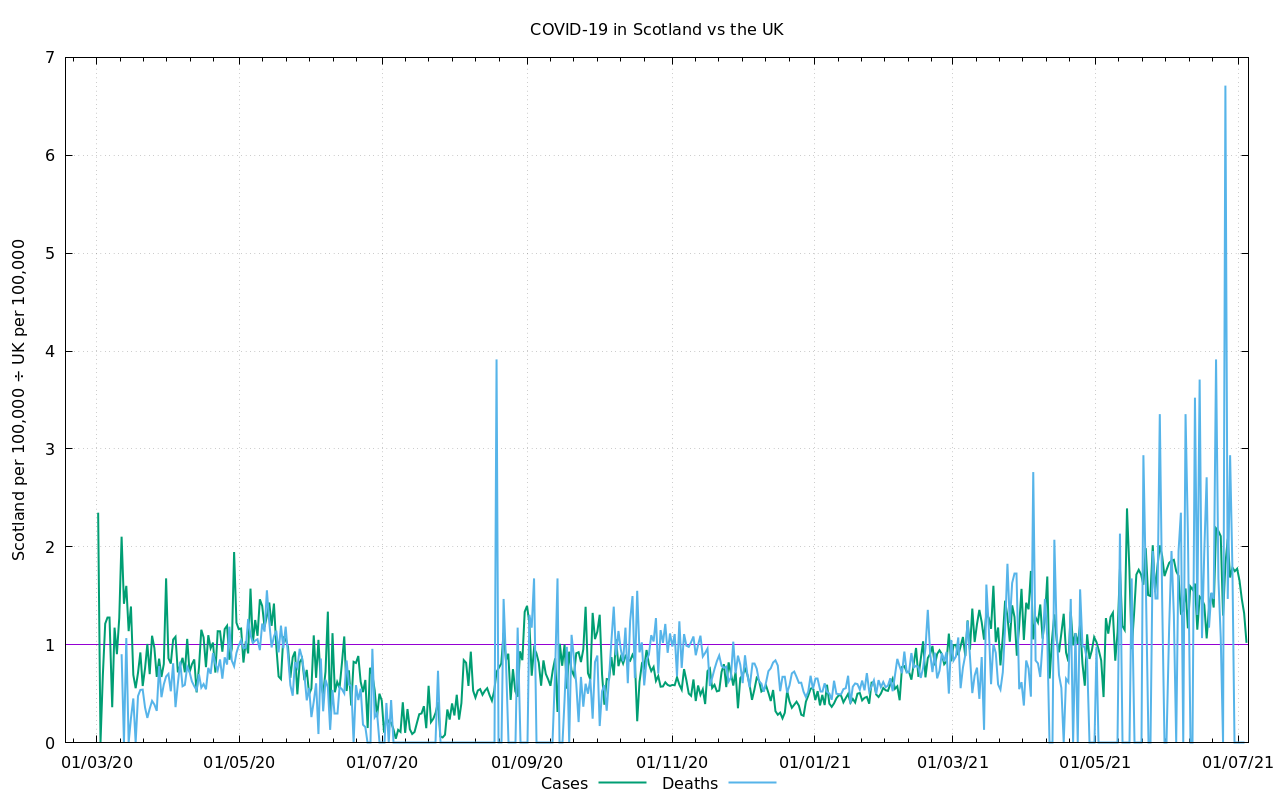 COVID-19 in Scotland vs the UK
Scotland per 100,000 ÷ UK per 100,000
7
6
5
4
3
2
1
0
01/03/20 01/05/20 01/07/20 01/09/20 01/11/20 01/01/21 01/03/21 01/05/21 01/07/21
Cases Deaths